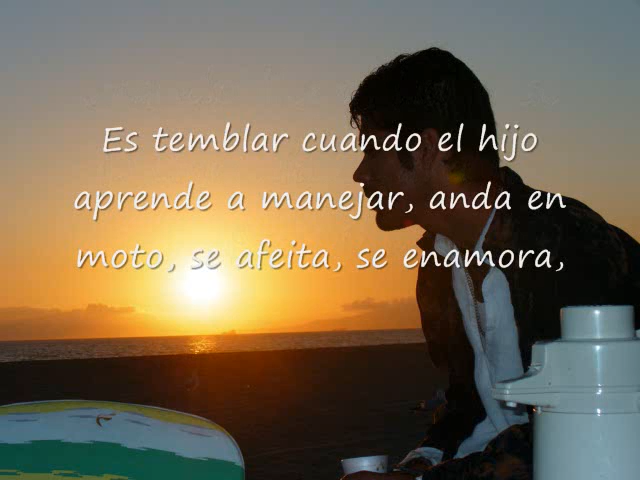 Es temblar cuando el hijo
aprende a manejar, anda en
moto, se afeita, se enamora,